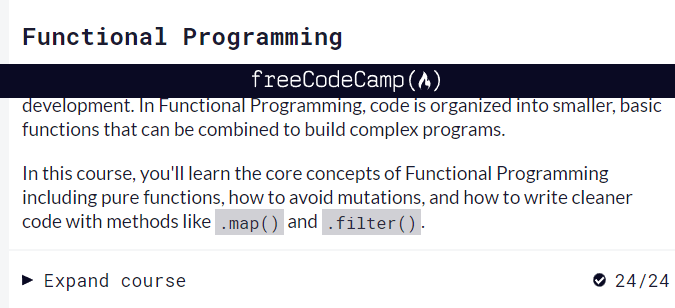 Functional Programming
freeCodeCamp(🔥)
development. In Functional Programming, code is organized into smaller, basic
functions that can be combined to build complex programs.
In this course, you'll learn the core concepts of Functional Programming
including pure functions, how to avoid mutations, and how to write cleaner
code with methods like .map() and .filter().
Expand course
24/24